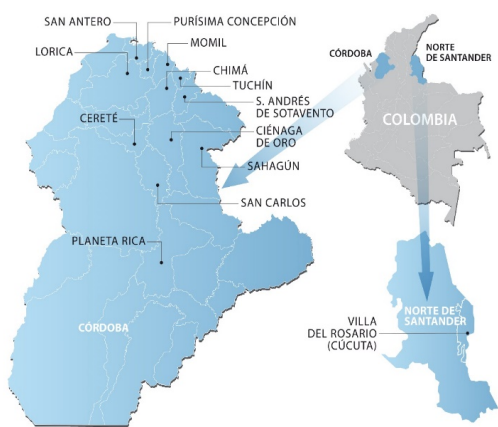 SAN ANTERO
PURÍSIMA CONCEPCIÓN
LORICA
MOMIL
CHIMÁ
TUCHÍN
S. ANDRÉS
DE SOTAVENTO
CERETÉ
CIÉNAGA
DE ORO
SAHAGÚN
SAN CARLOS
PLANETA RICA
CÓRDOBA
CÓRDOBA
NORTE
DE SANTANDER
COLOMBIA
NORTE DE
SANTANDER
VILLA
DEL ROSARIO
(CÚCUTA)